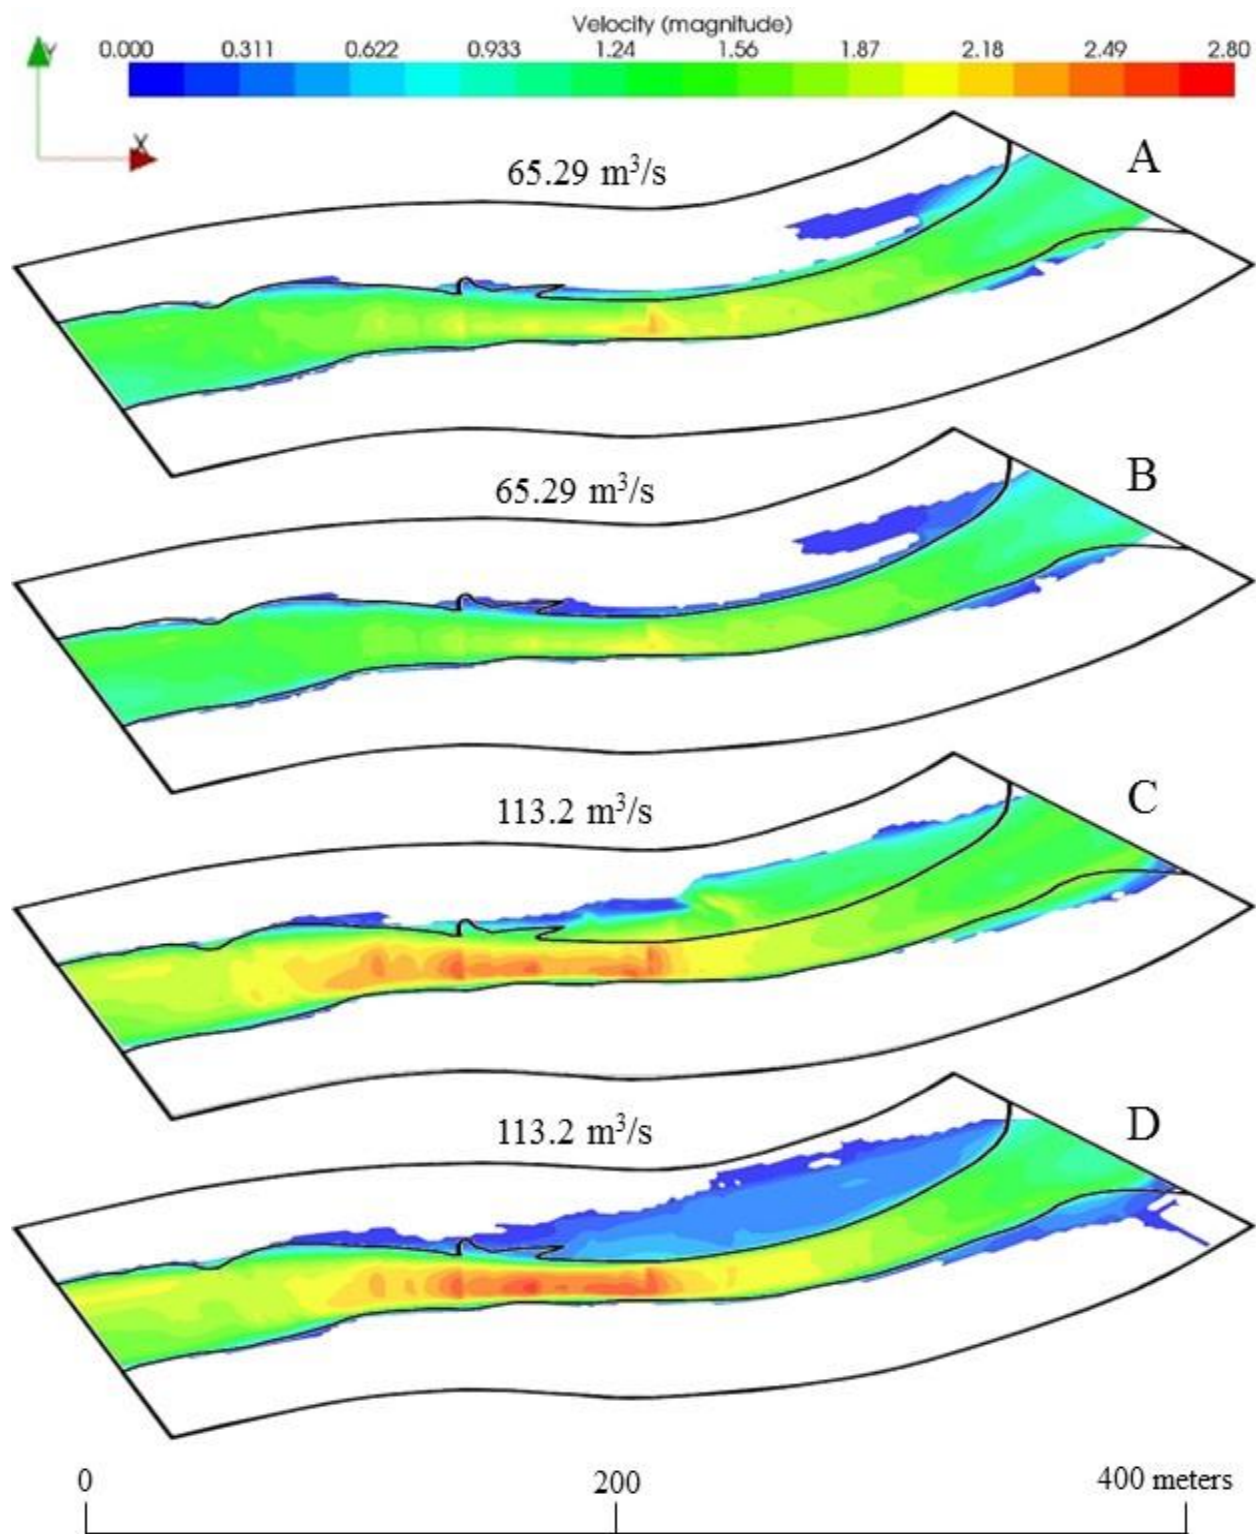 Velocity (magnitude)
0.000 0.311 0.622 0.933 1.24 1.56 1.87 2.18 2.49 2.80
Y
X
65.29 m³/s
A
65.29 m³/s
B
113.2 m³/s
C
113.2 m³/s
D
0 200 400 meters